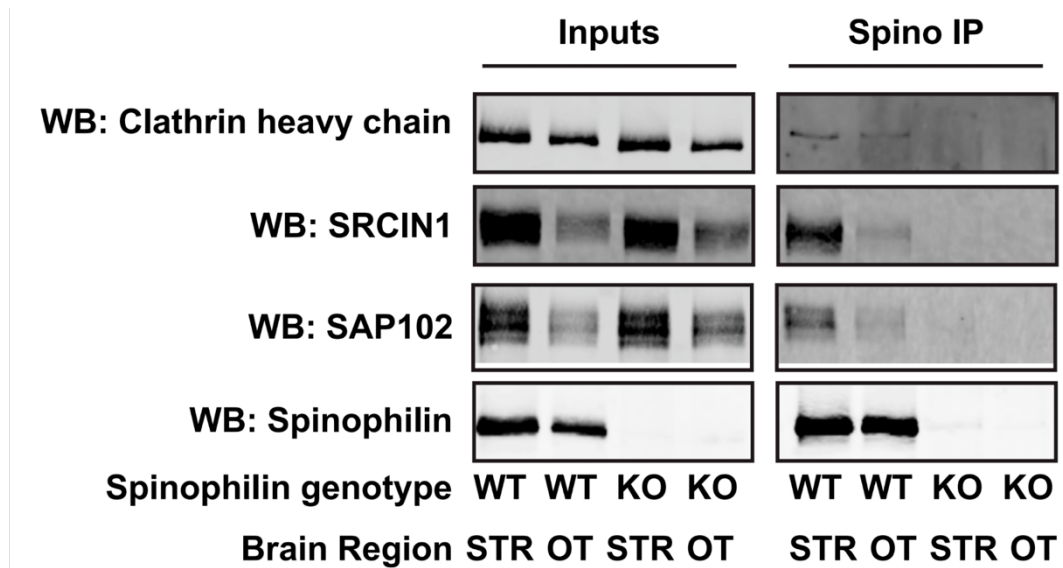 Inputs Spino IP
WB: Clathrin heavy chain
WB: SRCIN1
WB: SAP102
WB: Spinophilin
Spinophilin genotype WT WT KO KO WT WT KO KO
Brain Region STR OT STR OT STR OT STR OT